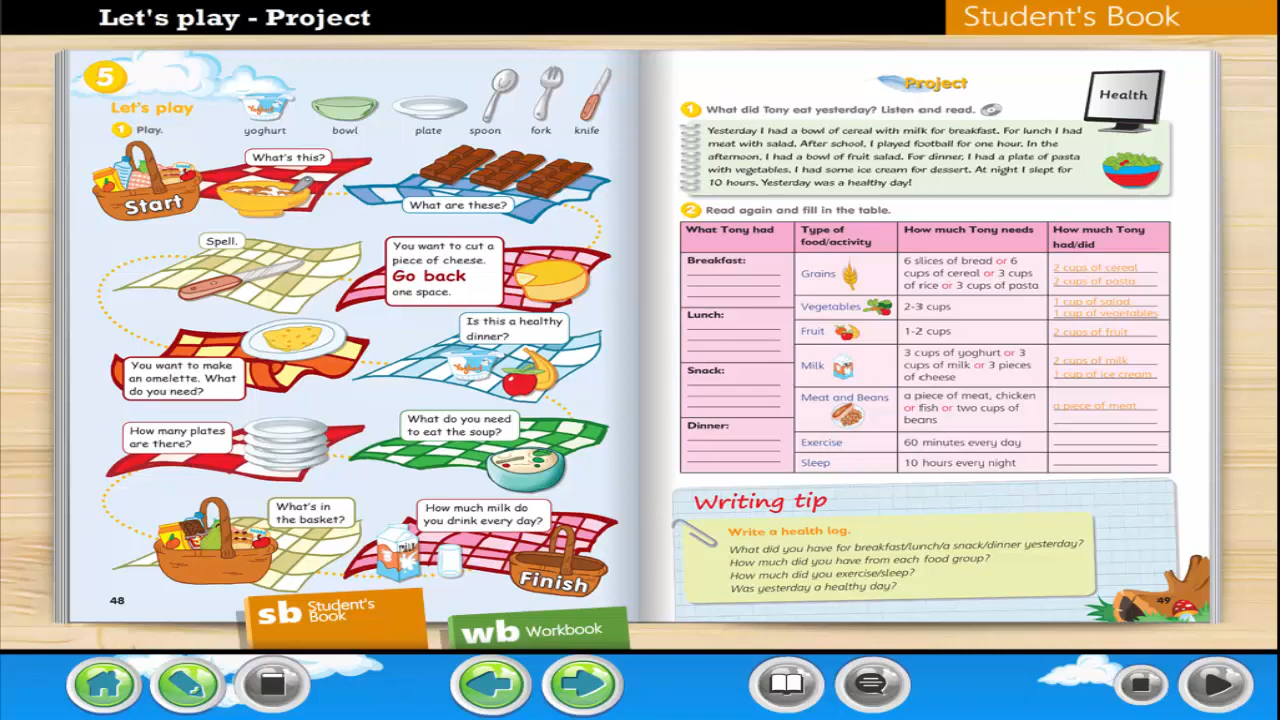 Let's play - Project
Student's Book
5
Let's play
1 Play.
Yoghurt
yoghurt
bowl
plate
spoon
fork
knife
Start
What's this?
What are these?
Spell.
You want to cut a
piece of cheese.
Go back
one space.
You want to make
an omelette. What
do you need?
Is this a healthy
dinner?
Yoghurt
How many plates
are there?
What do you need
to eat the soup?
What's in
the basket?
How much milk do
you drink every day?
MILK
Finish
48
sb Student's
Book
wb Workbook
Project
Health
1 What did Tony eat yesterday? Listen and read.
Yesterday I had a bowl of cereal with milk for breakfast. For lunch I had
meat with salad. After school, I played football for one hour. In the
afternoon, I had a bowl of fruit salad. For dinner, I had a plate of pasta
with vegetables. I had some ice cream for dessert. At night I slept for
10 hours. Yesterday was a healthy day!
2 Read again and fill in the table.
What Tony had
Type of
food/activity
How much Tony needs
How much Tony
had/did
Breakfast:
Lunch:
Snack:
Dinner:
Grains
6 slices of bread or 6
cups of cereal or 3 cups
of rice or 3 cups of pasta
2 cups of cereal
2 cups of pasta
Vegetables
2-3 cups
1 cup of salad
1 cup of vegetables
Fruit
1-2 cups
2 cups of fruit
Milk
3 cups of yoghurt or 3
cups of milk or 3 pieces
of cheese
2 cups of milk
1 cup of ice cream
Meat and Beans
a piece of meat, chicken
or fish or two cups of
beans
a piece of meat
Exercise
60 minutes every day
Sleep
10 hours every night
Writing tip
Write a health log.
What did you have for breakfast/lunch/a snack/dinner yesterday?
How much did you have from each food group?
How much did you exercise/sleep?
Was yesterday a healthy day?
49